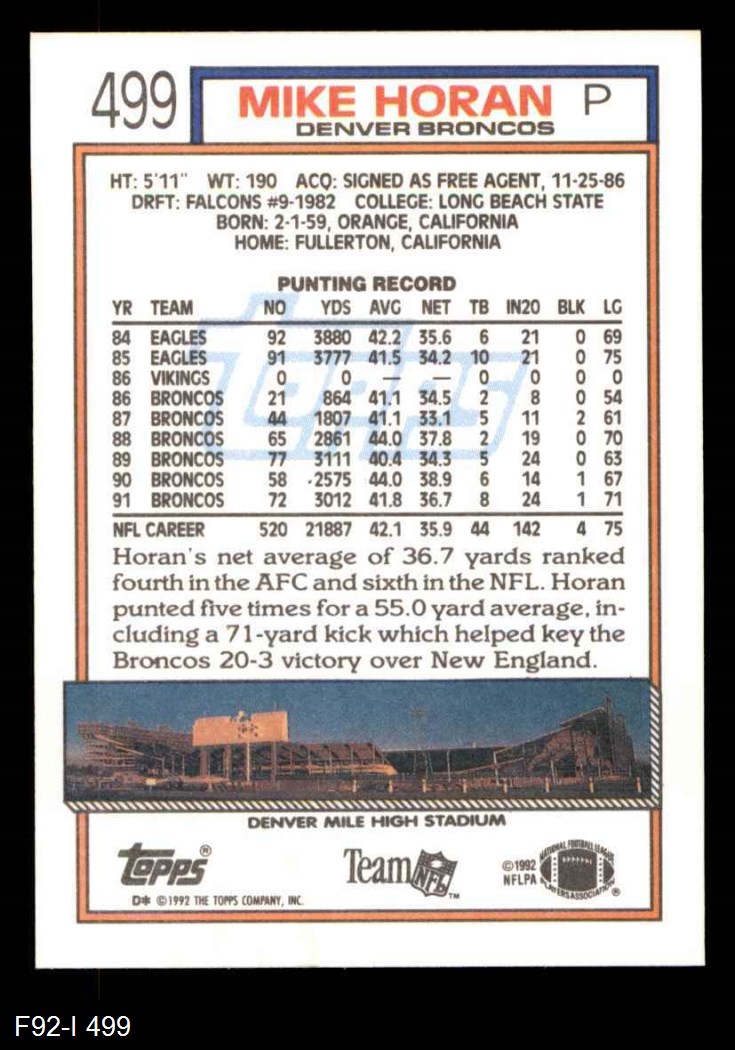 499
MIKE HORAN P
DENVER BRONCOS
HT: 5'11" WT: 190 ACQ: SIGNED AS FREE AGENT, 11-25-86
DRFT: FALCONS #9-1982 COLLEGE: LONG BEACH STATE
BORN: 2-1-59, ORANGE, CALIFORNIA
HOME: FULLERTON, CALIFORNIA
PUNTING RECORD
YR TEAM NO YDS AVG NET TB IN20 BLK LG
84 EAGLES 92 3880 42.2 35.6 6 21 0 69
85 EAGLES 91 3777 41.5 34.2 10 21 0 75
86 VIKINGS 0 0 — — 0 0 0 0
86 BRONCOS 21 864 41.1 34.5 2 8 0 54
87 BRONCOS 44 1807 41.1 33.1 5 11 2 61
88 BRONCOS 65 2861 44.0 37.8 2 19 0 70
89 BRONCOS 77 3111 40.4 34.3 5 24 0 63
90 BRONCOS 58 2575 44.0 38.9 6 14 1 67
91 BRONCOS 72 3012 41.8 36.7 8 24 1 71
NFL CAREER 520 21887 42.1 35.9 44 142 4 75
topps
Horan's net average of 36.7 yards ranked
fourth in the AFC and sixth in the NFL. Horan
punted five times for a 55.0 yard average, in-
cluding a 71-yard kick which helped key the
Broncos 20-3 victory over New England.
DENVER MILE HIGH STADIUM
topps®
D* © 1992 THE TOPPS COMPANY, INC.
Team NFL™
©1992
NFLPA
NATIONAL FOOTBALL LEAGUE
PLAYERS ASSOCIATION ®
F92-I 499